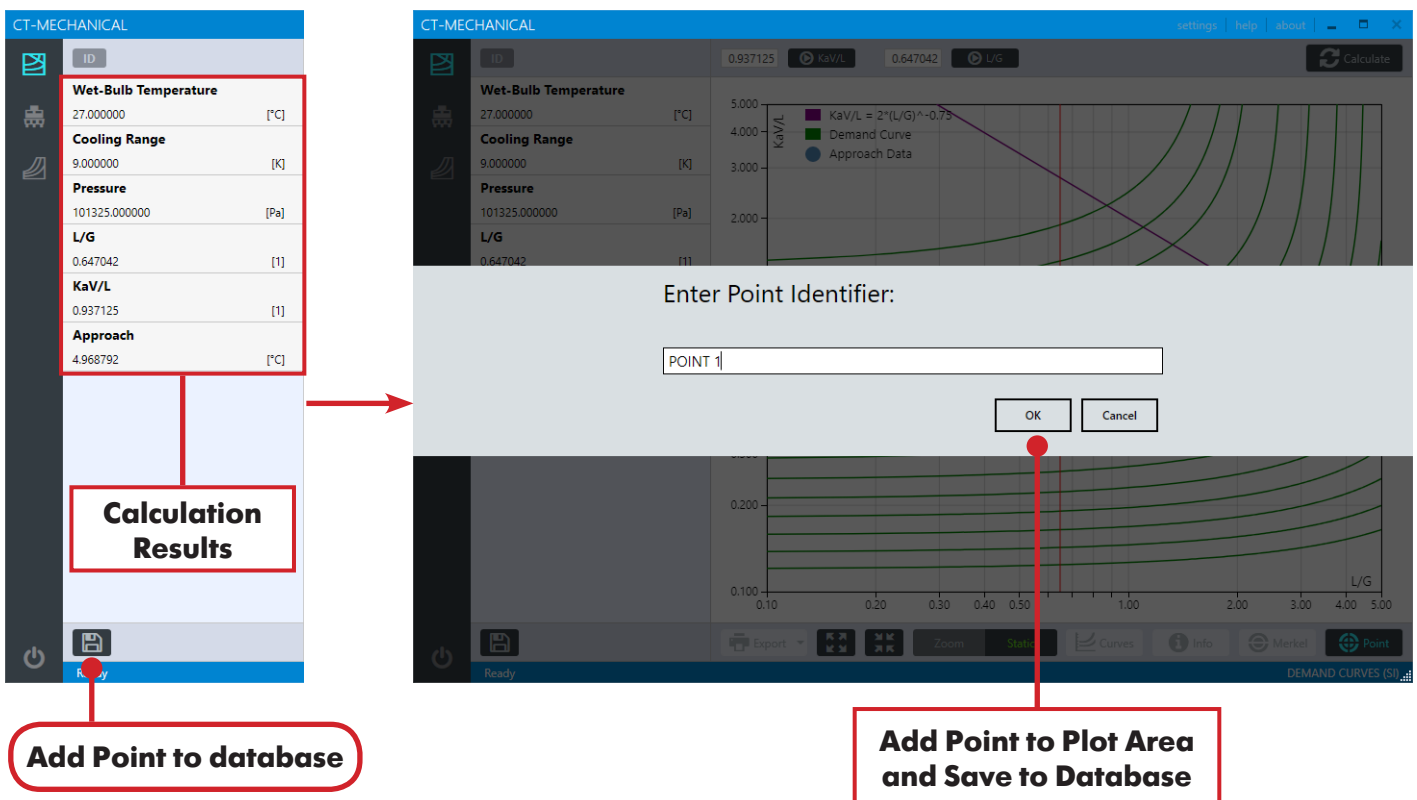 CT-MECHANICAL
ID
Wet-Bulb Temperature
27.000000 [°C]
Cooling Range
9.000000 [K]
Pressure
101325.000000 [Pa]
L/G
0.647042 [1]
KaV/L
0.937125 [1]
Approach
4.968792 [°C]
Calculation
Results
Add Point to database
CT-MECHANICAL settings help about
ID 0.937125 KaV/L 0.647042 L/G Calculate
Wet-Bulb Temperature
27.000000 [°C]
Cooling Range
9.000000 [K]
Pressure
101325.000000 [Pa]
L/G
0.647042 [1]
5.000
4.000
3.000
2.000
KaV/L
KaV/L = 2*(L/G)^-0.75
Demand Curve
Approach Data
Enter Point Identifier:
POINT 1
OK Cancel
0.200
0.100
L/G
0.10 0.20 0.30 0.40 0.50 1.00 2.00 3.00 4.00 5.00
Export Zoom Static Curves Info Merkel Point
Ready DEMAND CURVES (SI)
Add Point to Plot Area
and Save to Database